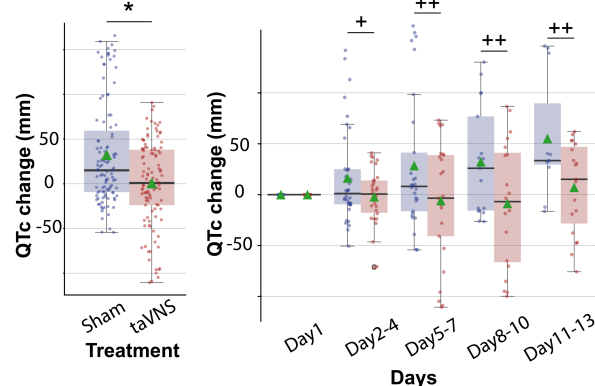 *
QTc change (mm)
50
0
-50
Sham
taVNS
Treatment
+
++
++
++
QTc change (mm)
50
0
-50
Day1
Day2-4
Day5-7
Day8-10
Day11-13
Days